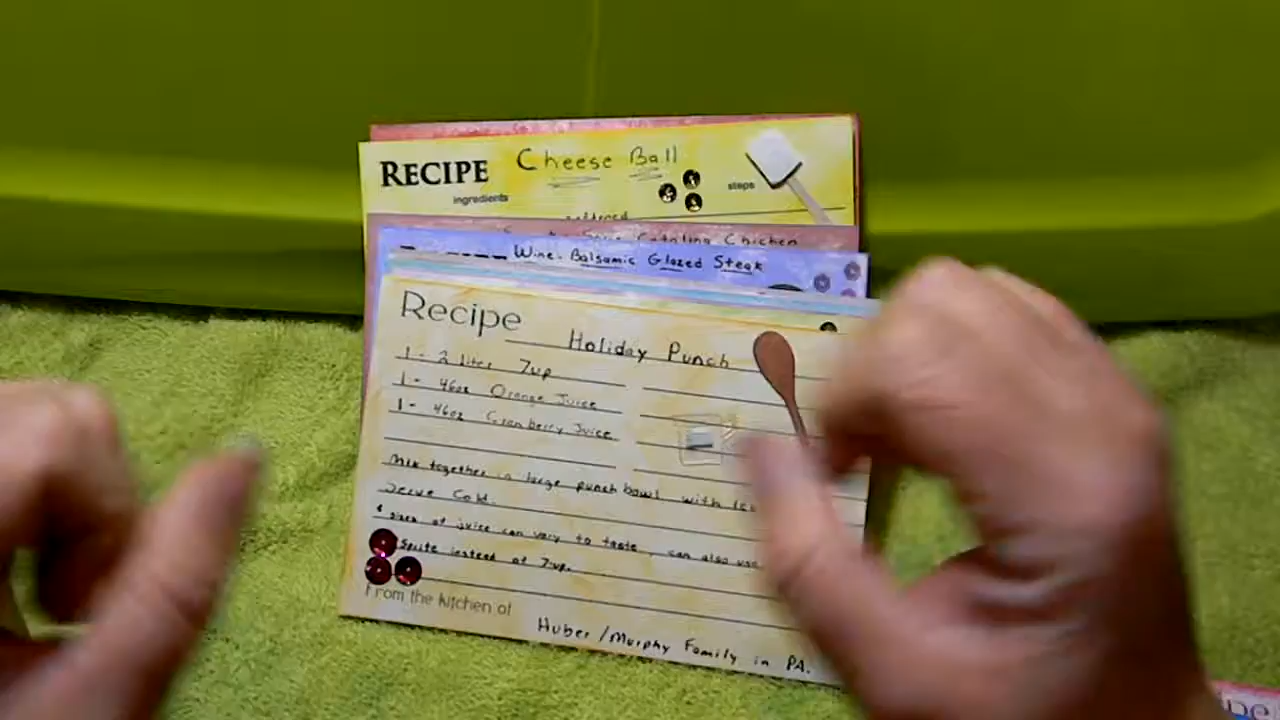 RECIPE Cheese Ball
ingredients
steps
Catalina Chicken
Wine-Balsamic Glazed Steak
Recipe
Holiday Punch
1 - 2 liter 7up
1 - 46oz Orange Juice
1 - 46oz Cranberry Juice
Mix together in large punch bowl with
Serve Cold.
* sizes of juice can vary to taste, can also use
Sprite instead of 7up.
From the kitchen of
Huber/Murphy Family in PA.